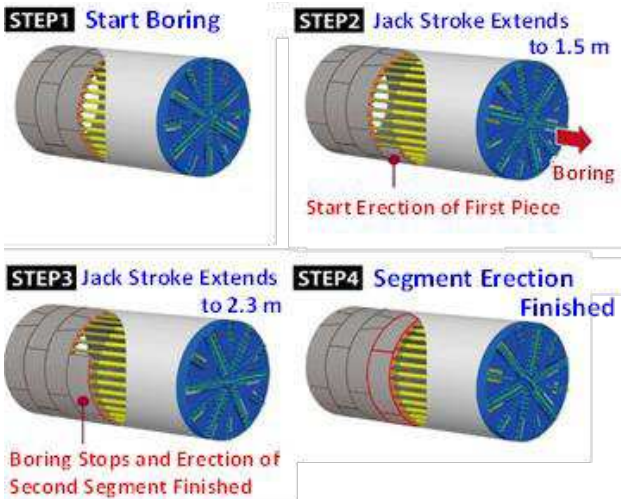 STEP1 Start Boring
STEP2 Jack Stroke Extends
to 1.5 m
Boring
Start Erection of First Piece
STEP3 Jack Stroke Extends
to 2.3 m
Boring Stops and Erection of
Second Segment Finished
STEP4 Segment Erection
Finished